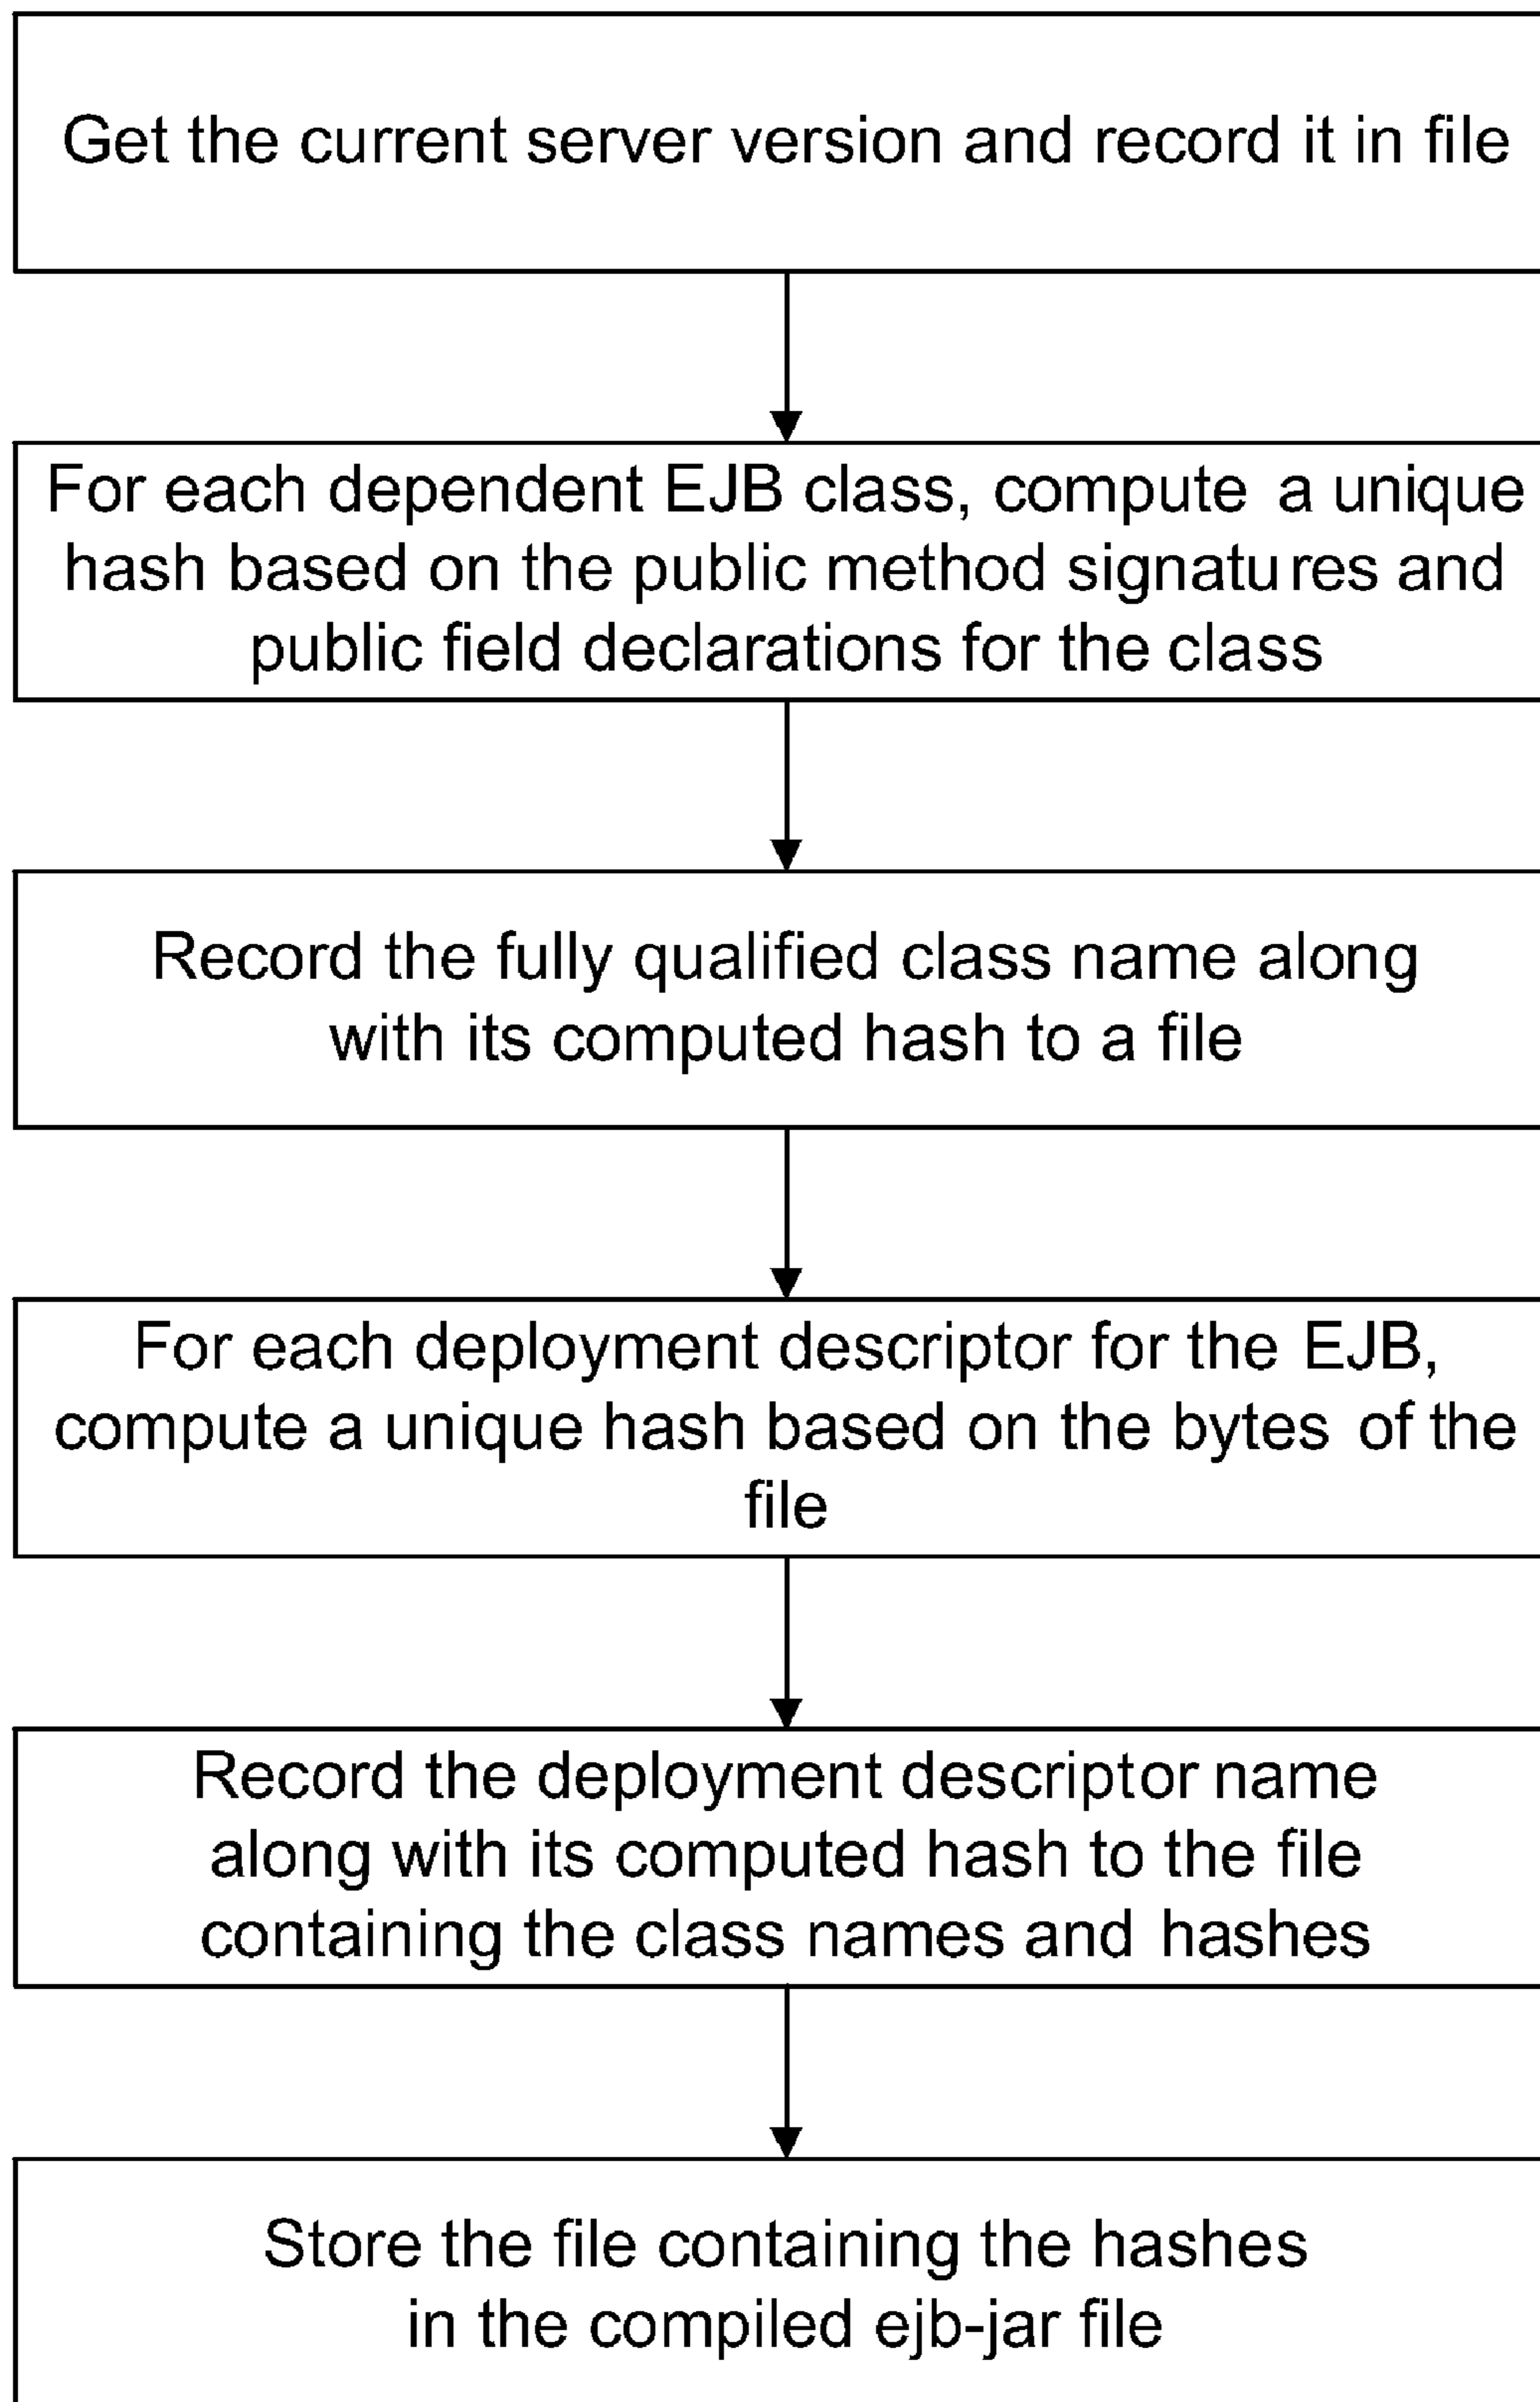 Get the current server version and record it in file
For each dependent EJB class, compute a unique
hash based on the public method signatures and
public field declarations for the class
Record the fully qualified class name along
with its computed hash to a file
For each deployment descriptor for the EJB,
compute a unique hash based on the bytes of the
file
Record the deployment descriptor name
along with its computed hash to the file
containing the class names and hashes
Store the file containing the hashes
in the compiled ejb-jar file